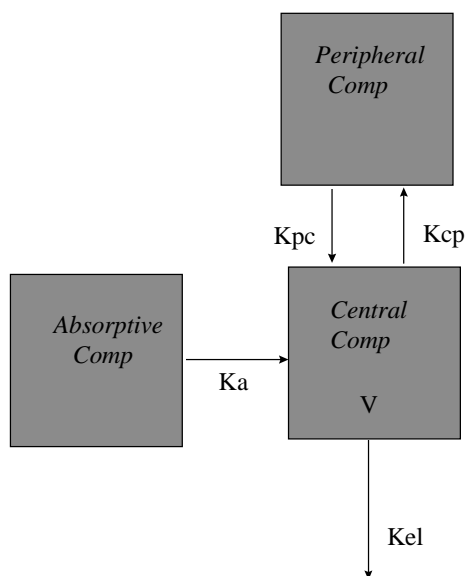 Peripheral
Comp
Kpc
Kcp
Absorptive
Comp
Central
Comp
Ka
V
Kel